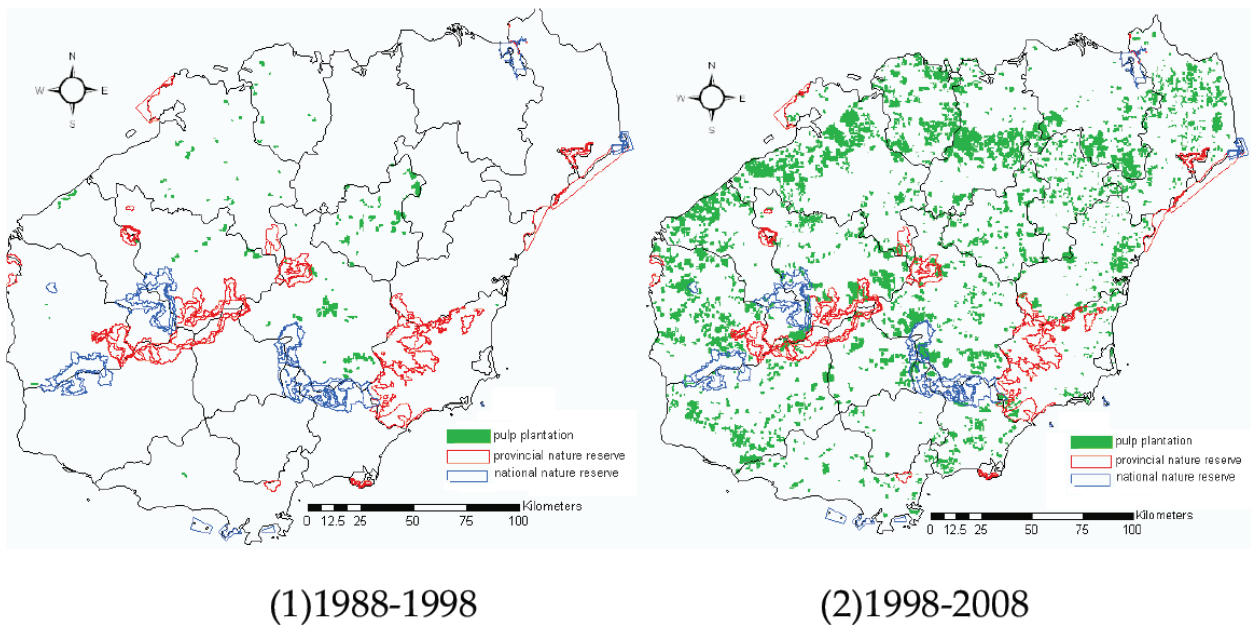 N
W E
S
pulp plantation
provincial nature reserve
national nature reserve
Kilometers
0 12.5 25 50 75 100
(1)1988-1998
N
W E
S
pulp plantation
provincial nature reserve
national nature reserve
Kilometers
0 12.5 25 50 75 100
(2)1998-2008